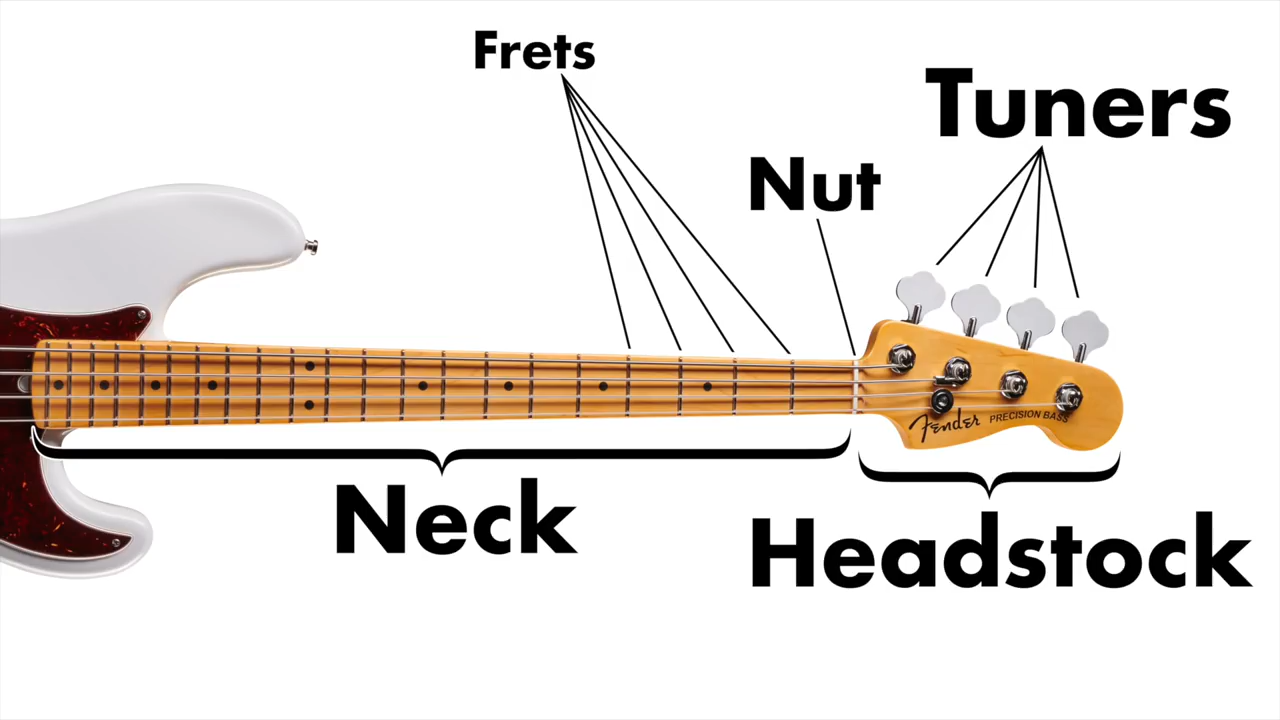 Frets
Tuners
Nut
Fender PRECISION BASS
Neck
Headstock